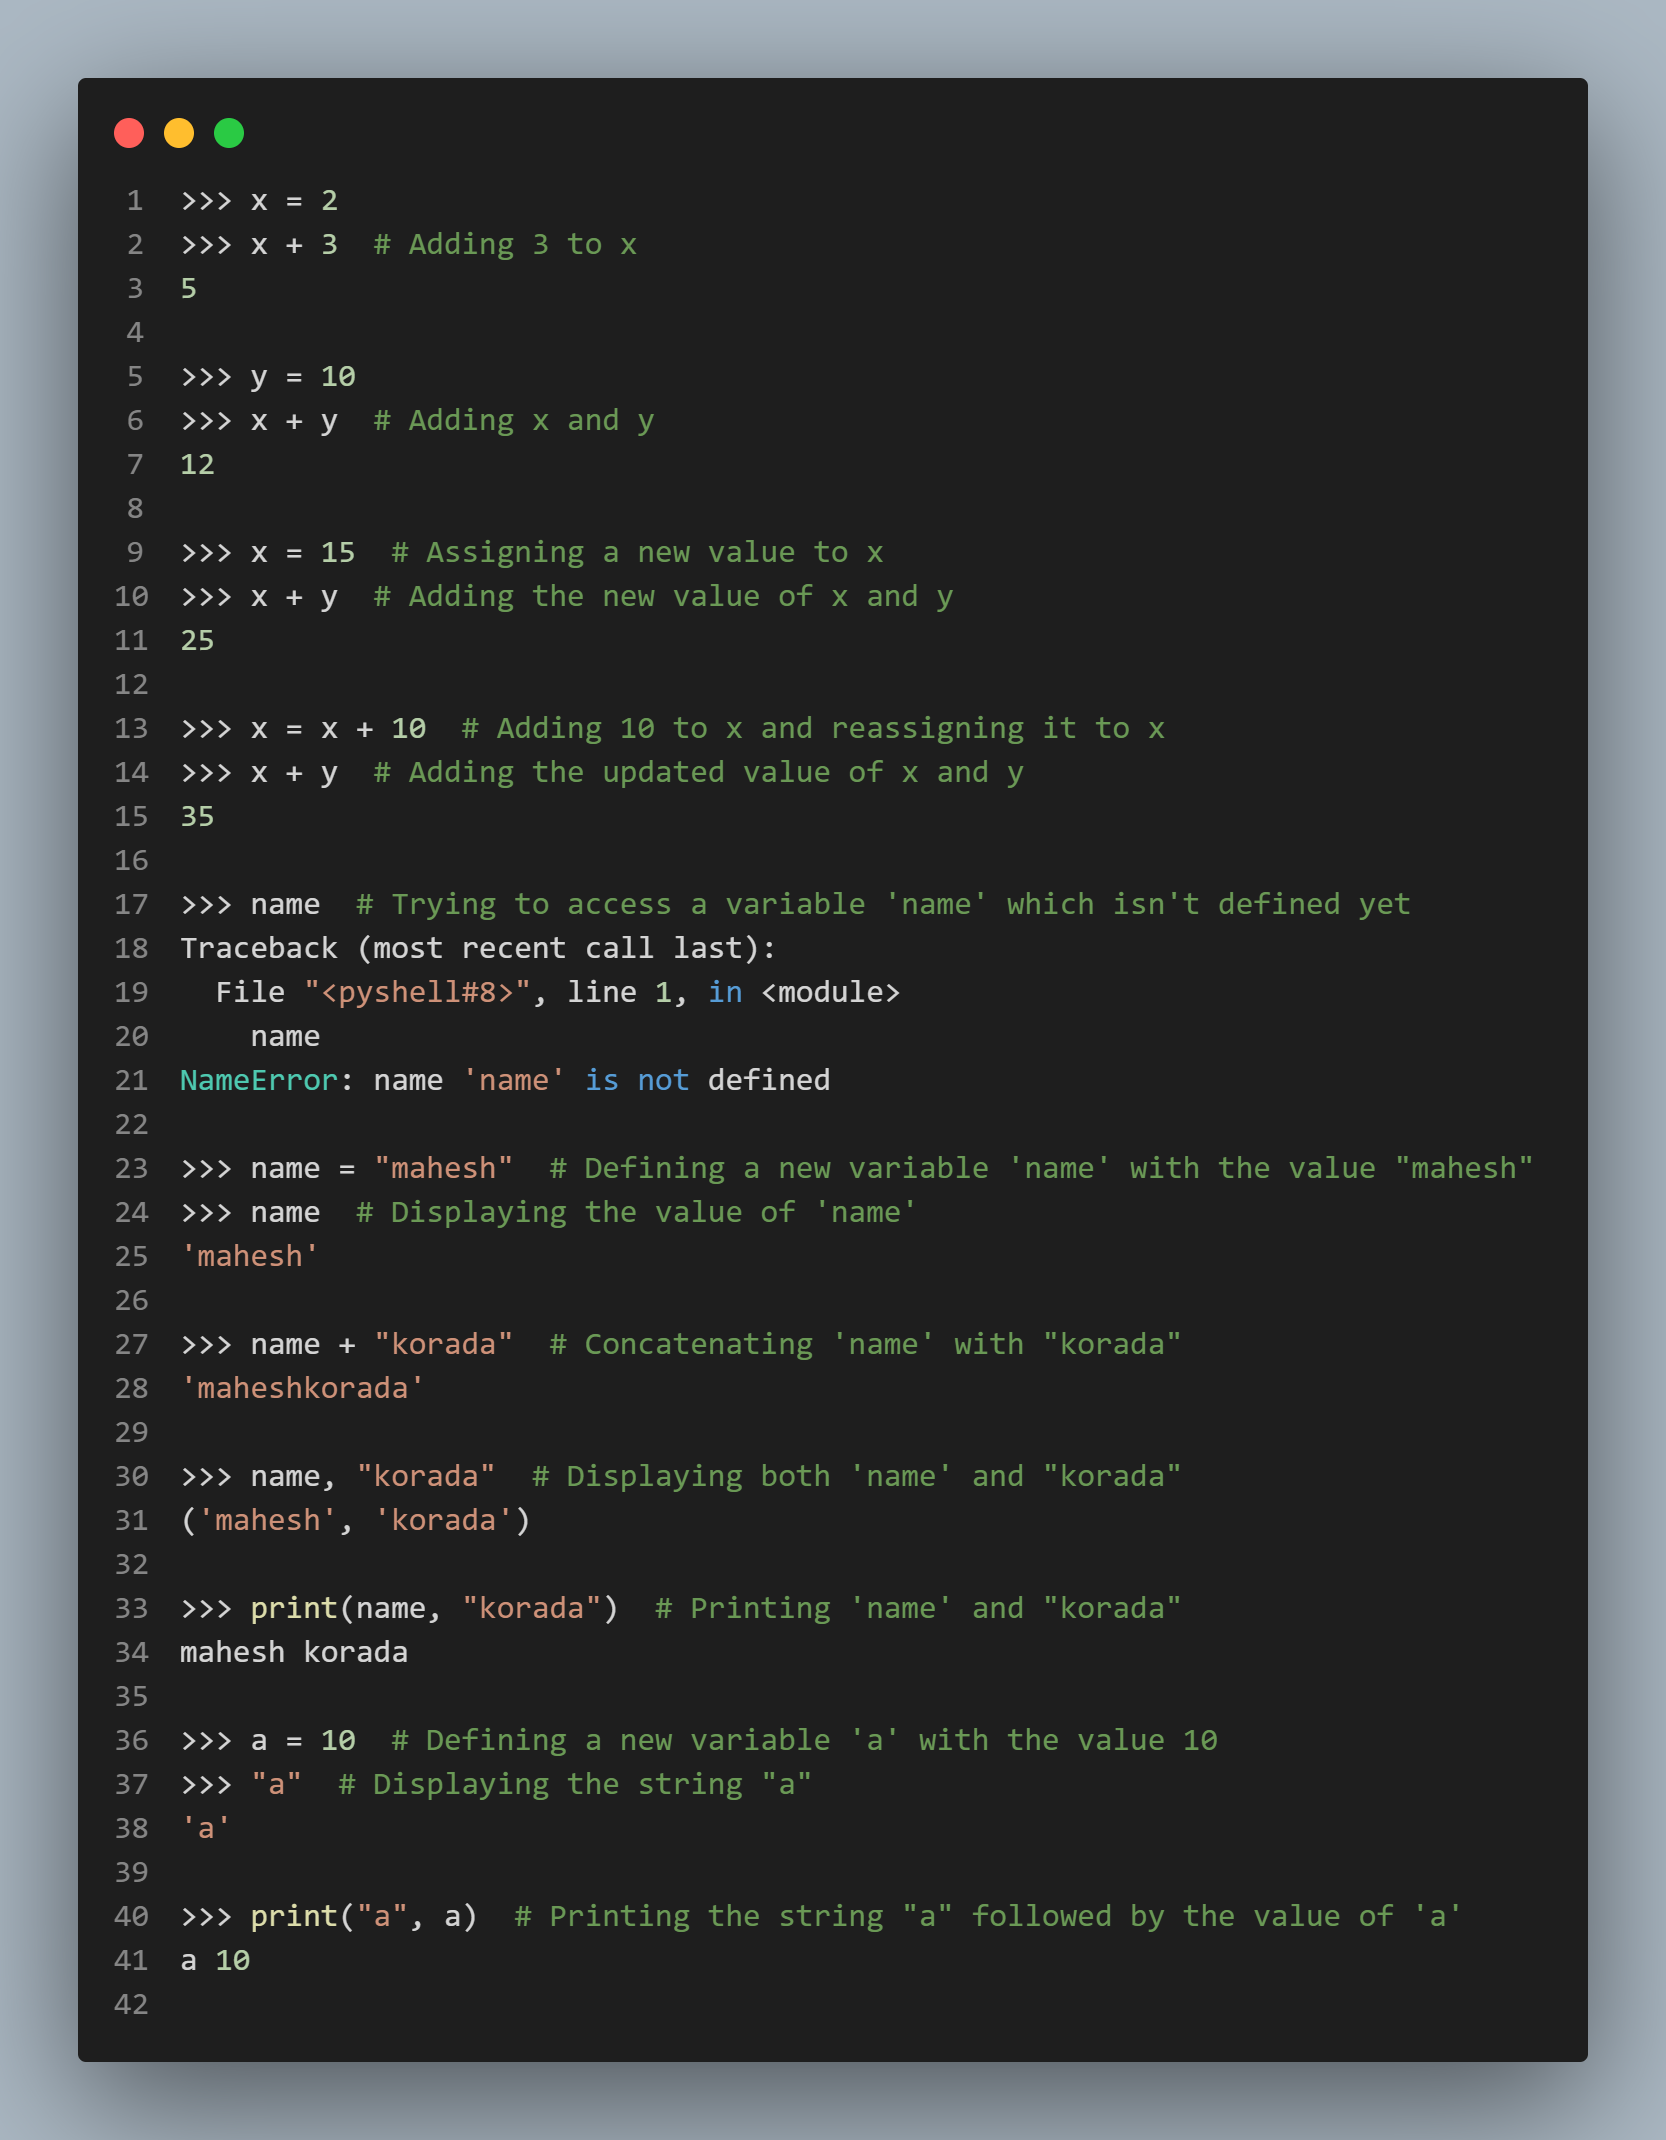 1 >>> x = 2
2 >>> x + 3  # Adding 3 to x
3 5
4
5 >>> y = 10
6 >>> x + y  # Adding x and y
7 12
8
9 >>> x = 15  # Assigning a new value to x
10 >>> x + y  # Adding the new value of x and y
11 25
12
13 >>> x = x + 10  # Adding 10 to x and reassigning it to x
14 >>> x + y  # Adding the updated value of x and y
15 35
16
17 >>> name  # Trying to access a variable 'name' which isn't defined yet
18 Traceback (most recent call last):
19   File "<pyshell#8>", line 1, in <module>
20     name
21 NameError: name 'name' is not defined
22
23 >>> name = "mahesh"  # Defining a new variable 'name' with the value "mahesh"
24 >>> name  # Displaying the value of 'name'
25 'mahesh'
26
27 >>> name + "korada"  # Concatenating 'name' with "korada"
28 'maheshkorada'
29
30 >>> name, "korada"  # Displaying both 'name' and "korada"
31 ('mahesh', 'korada')
32
33 >>> print(name, "korada")  # Printing 'name' and "korada"
34 mahesh korada
35
36 >>> a = 10  # Defining a new variable 'a' with the value 10
37 >>> "a"  # Displaying the string "a"
38 'a'
39
40 >>> print("a", a)  # Printing the string "a" followed by the value of 'a'
41 a 10
42